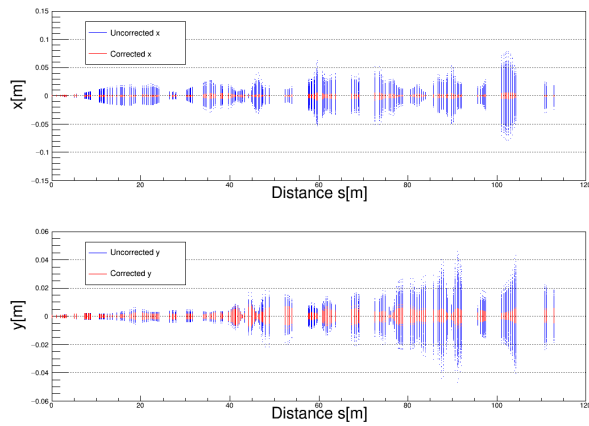 0.15
Uncorrected x
0.1
Corrected x
0.05
x[m]
0
−0.05
−0.1
−0.15
0 20 40 60 80 100 120
Distance s[m]
0.06
Uncorrected y
0.04
Corrected y
0.02
y[m]
0
−0.02
−0.04
−0.06
0 20 40 60 80 100 120
Distance s[m]